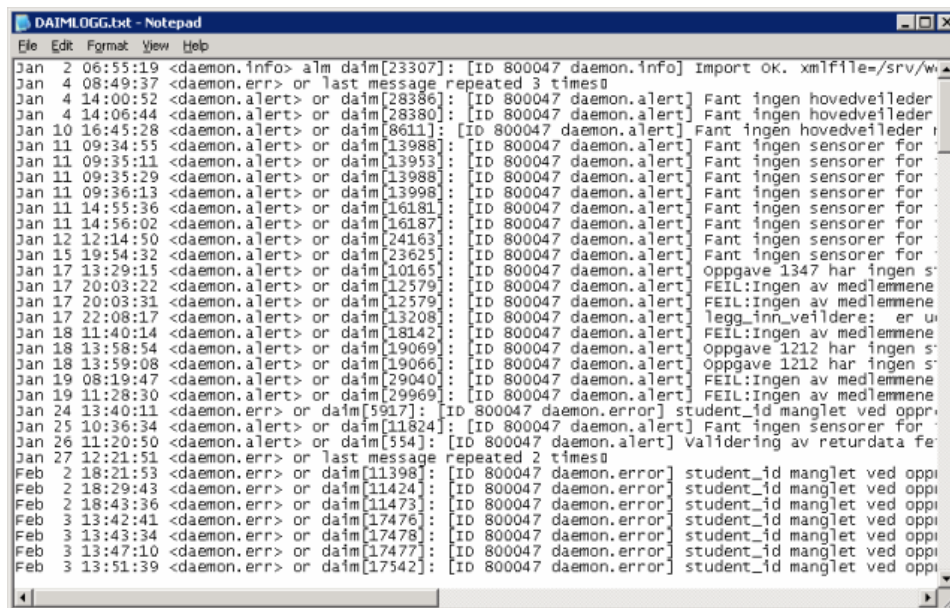 DAIMLOGG.txt - Notepad
File Edit Format View Help
Jan 2 06:55:19 <daemon.info> alm daim[23307]: [ID 800047 daemon.info] Import OK. xmlfile=/srv/w
Jan 4 08:49:37 <daemon.err> or last message repeated 3 times
Jan 4 14:00:52 <daemon.alert> or daim[28386]: [ID 800047 daemon.alert] Fant ingen hovedveileder
Jan 4 14:06:44 <daemon.alert> or daim[28380]: [ID 800047 daemon.alert] Fant ingen hovedveileder
Jan 10 16:45:28 <daemon.alert> or daim[8611]: [ID 800047 daemon.alert] Fant ingen hovedveileder
Jan 11 09:34:55 <daemon.alert> or daim[13988]: [ID 800047 daemon.alert] Fant ingen sensorer for
Jan 11 09:35:11 <daemon.alert> or daim[13953]: [ID 800047 daemon.alert] Fant ingen sensorer for
Jan 11 09:35:29 <daemon.alert> or daim[13988]: [ID 800047 daemon.alert] Fant ingen sensorer for
Jan 11 09:36:13 <daemon.alert> or daim[13998]: [ID 800047 daemon.alert] Fant ingen sensorer for
Jan 11 14:55:36 <daemon.alert> or daim[16181]: [ID 800047 daemon.alert] Fant ingen sensorer for
Jan 11 14:56:02 <daemon.alert> or daim[16187]: [ID 800047 daemon.alert] Fant ingen sensorer for
Jan 12 12:14:50 <daemon.alert> or daim[24163]: [ID 800047 daemon.alert] Fant ingen sensorer for
Jan 15 19:54:32 <daemon.alert> or daim[23625]: [ID 800047 daemon.alert] Fant ingen sensorer for
Jan 17 13:29:15 <daemon.alert> or daim[10165]: [ID 800047 daemon.alert] Oppgave 1347 har ingen s
Jan 17 20:03:22 <daemon.alert> or daim[12579]: [ID 800047 daemon.alert] FEIL:Ingen av medlemmene
Jan 17 20:03:31 <daemon.alert> or daim[12579]: [ID 800047 daemon.alert] FEIL:Ingen av medlemmene
Jan 17 22:08:17 <daemon.alert> or daim[13208]: [ID 800047 daemon.alert] legg_inn_veildere: er u
Jan 18 11:40:14 <daemon.alert> or daim[18142]: [ID 800047 daemon.alert] FEIL:Ingen av medlemmene
Jan 18 13:58:54 <daemon.alert> or daim[19069]: [ID 800047 daemon.alert] Oppgave 1212 har ingen s
Jan 18 13:59:08 <daemon.alert> or daim[19066]: [ID 800047 daemon.alert] Oppgave 1212 har ingen s
Jan 19 08:19:47 <daemon.alert> or daim[29040]: [ID 800047 daemon.alert] FEIL:Ingen av medlemmene
Jan 19 11:28:30 <daemon.alert> or daim[29969]: [ID 800047 daemon.alert] FEIL:Ingen av medlemmene
Jan 24 13:40:11 <daemon.err> or daim[5917]: [ID 800047 daemon.error] student_id manglet ved oppr
Jan 25 10:36:34 <daemon.alert> or daim[11824]: [ID 800047 daemon.alert] Fant ingen sensorer for
Jan 26 11:20:50 <daemon.alert> or daim[554]: [ID 800047 daemon.alert] Validering av returdata fe
Jan 27 12:21:51 <daemon.err> or last message repeated 2 times
Feb 2 18:21:53 <daemon.err> or daim[11398]: [ID 800047 daemon.error] student_id manglet ved opp
Feb 2 18:29:43 <daemon.err> or daim[11424]: [ID 800047 daemon.error] student_id manglet ved opp
Feb 2 18:43:36 <daemon.err> or daim[11473]: [ID 800047 daemon.error] student_id manglet ved opp
Feb 3 13:42:41 <daemon.err> or daim[17476]: [ID 800047 daemon.error] student_id manglet ved opp
Feb 3 13:43:34 <daemon.err> or daim[17478]: [ID 800047 daemon.error] student_id manglet ved opp
Feb 3 13:47:10 <daemon.err> or daim[17477]: [ID 800047 daemon.error] student_id manglet ved opp
Feb 3 13:51:39 <daemon.err> or daim[17542]: [ID 800047 daemon.error] student_id manglet ved opp